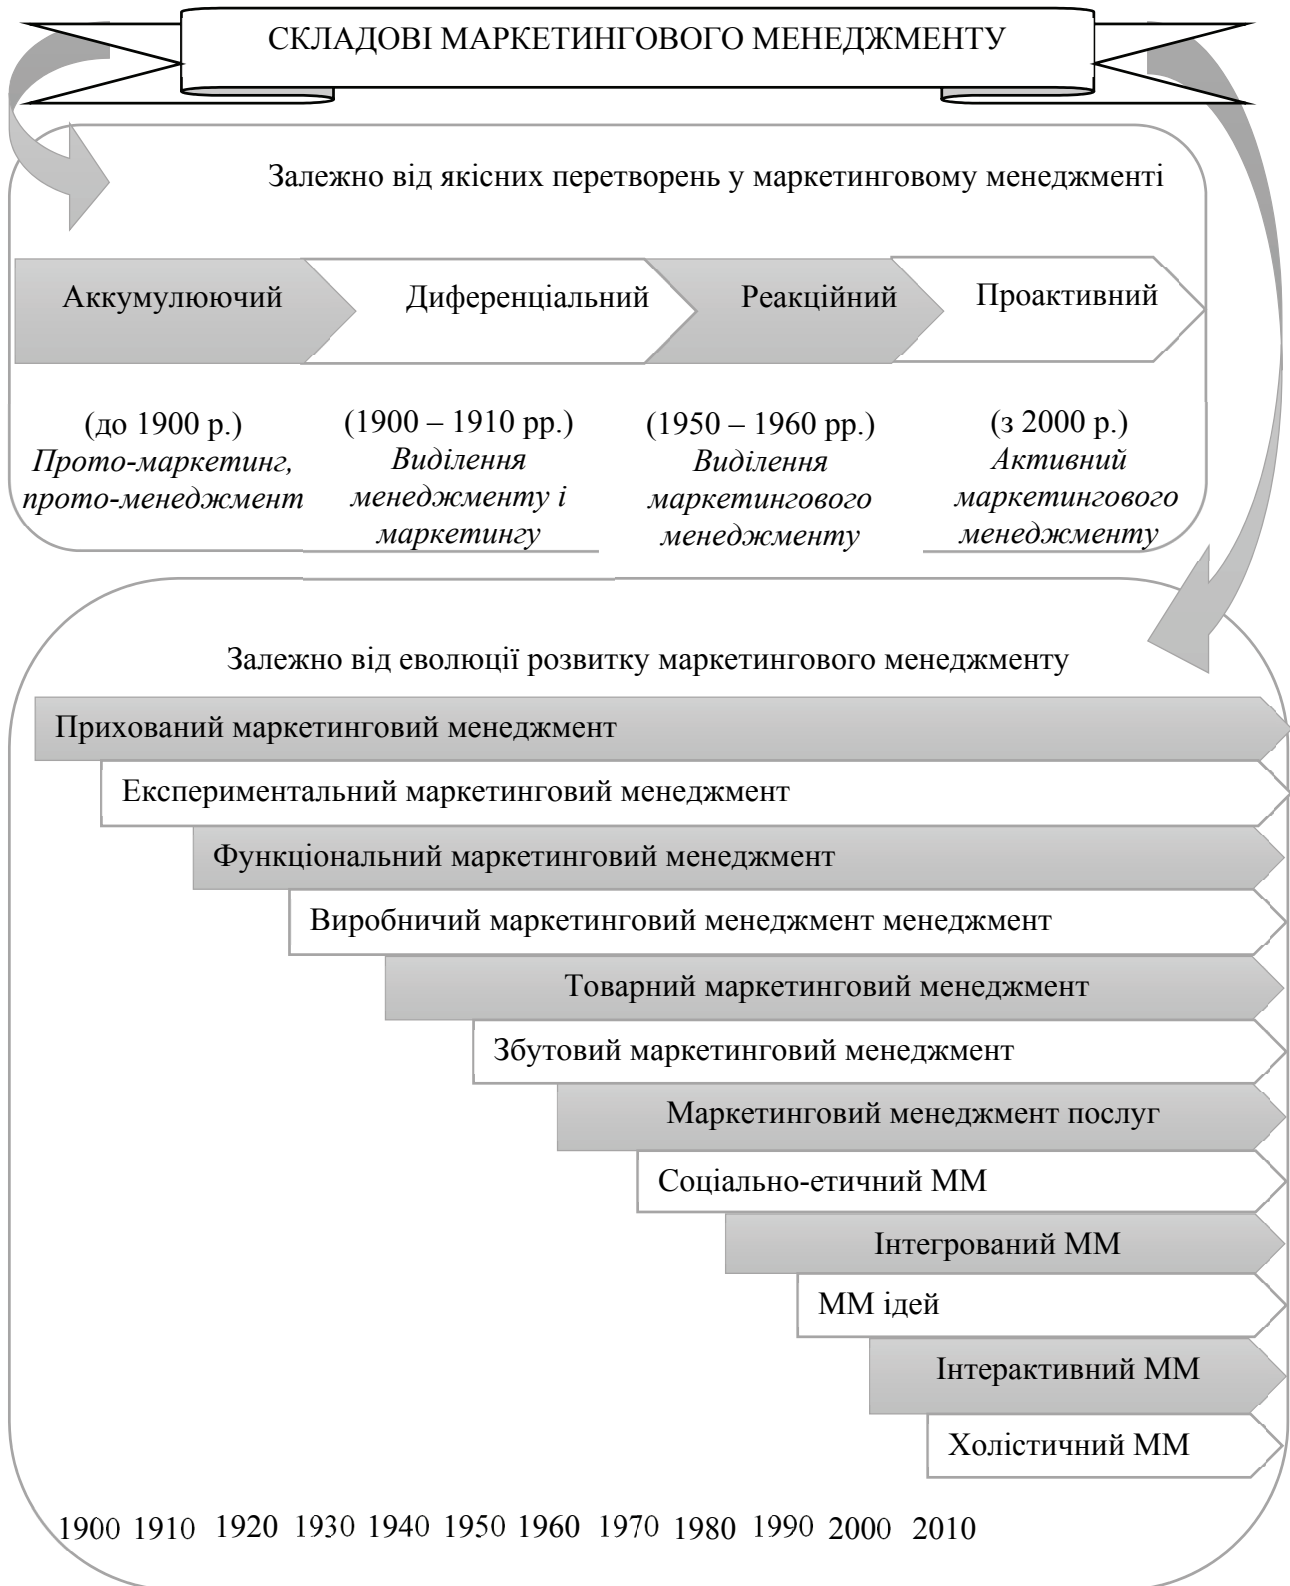 СКЛАДОВІ МАРКЕТИНГОВОГО МЕНЕДЖМЕНТУ
Залежно від якісних перетворень у маркетинговому менеджменті
Аккумулюючий
Диференціальний
Реакційний
Проактивний
(до 1900 р.)
Прото-маркетинг,
прото-менеджмент
(1900 – 1910 рр.)
Виділення
менеджменту і
маркетингу
(1950 – 1960 рр.)
Виділення
маркетингового
менеджменту
(з 2000 р.)
Активний
маркетингового
менеджменту
Залежно від еволюції розвитку маркетингового менеджменту
Прихований маркетинговий менеджмент
Експериментальний маркетинговий менеджмент
Функціональний маркетинговий менеджмент
Виробничий маркетинговий менеджмент менеджмент
Товарний маркетинговий менеджмент
Збутовий маркетинговий менеджмент
Маркетинговий менеджмент послуг
Соціально-етичний ММ
Інтегрований ММ
ММ ідей
Інтерактивний ММ
Холістичний ММ
1900 1910 1920 1930 1940 1950 1960 1970 1980 1990 2000 2010